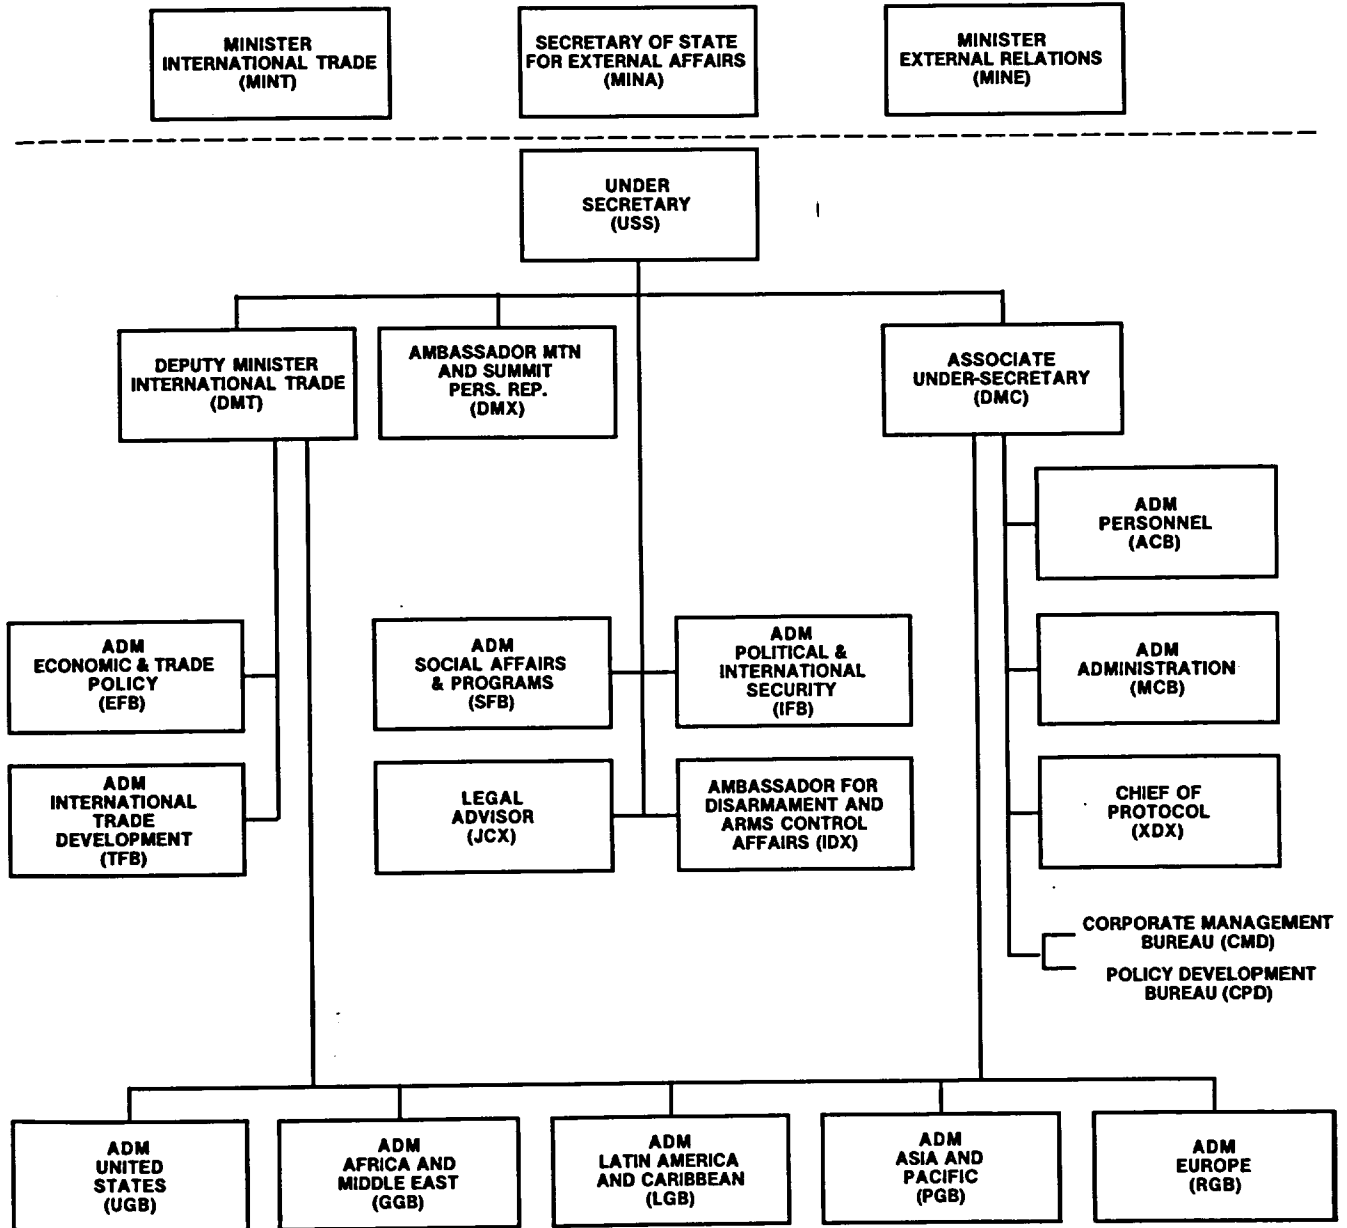 MINISTER
INTERNATIONAL TRADE
(MINT)
SECRETARY OF STATE
FOR EXTERNAL AFFAIRS
(MINA)
MINISTER
EXTERNAL RELATIONS
(MINE)
UNDER
SECRETARY
(USS)
DEPUTY MINISTER
INTERNATIONAL TRADE
(DMT)
AMBASSADOR MTN
AND SUMMIT
PERS. REP.
(DMX)
ASSOCIATE
UNDER-SECRETARY
(DMC)
ADM
PERSONNEL
(ACB)
ADM
ECONOMIC & TRADE
POLICY
(EFB)
ADM
SOCIAL AFFAIRS
& PROGRAMS
(SFB)
ADM
POLITICAL &
INTERNATIONAL
SECURITY
(IFB)
ADM
ADMINISTRATION
(MCB)
ADM
INTERNATIONAL
TRADE
DEVELOPMENT
(TFB)
LEGAL
ADVISOR
(JCX)
AMBASSADOR FOR
DISARMAMENT AND
ARMS CONTROL
AFFAIRS (IDX)
CHIEF OF
PROTOCOL
(XDX)
CORPORATE MANAGEMENT
BUREAU (CMD)
POLICY DEVELOPMENT
BUREAU (CPD)
ADM
UNITED
STATES
(UGB)
ADM
AFRICA AND
MIDDLE EAST
(GGB)
ADM
LATIN AMERICA
AND CARIBBEAN
(LGB)
ADM
ASIA AND
PACIFIC
(PGB)
ADM
EUROPE
(RGB)